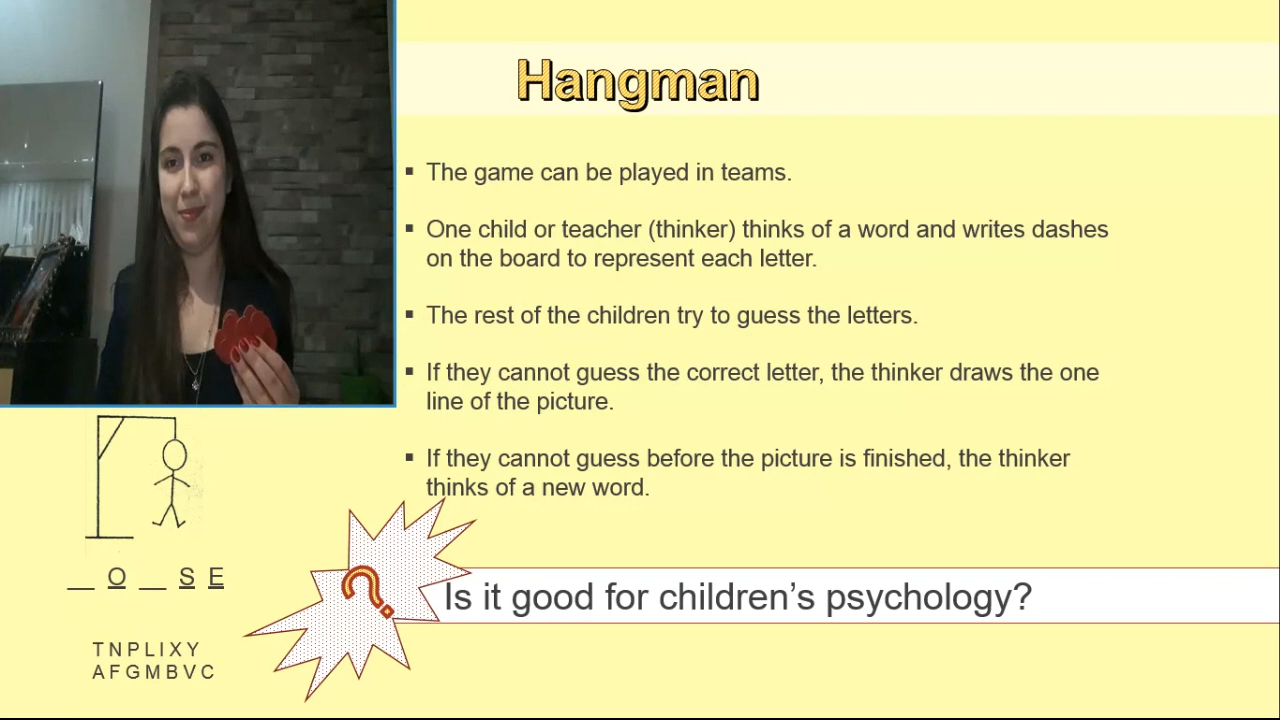 Hangman
▪ The game can be played in teams.
▪ One child or teacher (thinker) thinks of a word and writes dashes
on the board to represent each letter.
▪ The rest of the children try to guess the letters.
▪ If they cannot guess the correct letter, the thinker draws the one
line of the picture.
▪ If they cannot guess before the picture is finished, the thinker
thinks of a new word.
__ O __ S E
?
Is it good for children’s psychology?
T N P L I X Y
A F G M B V C